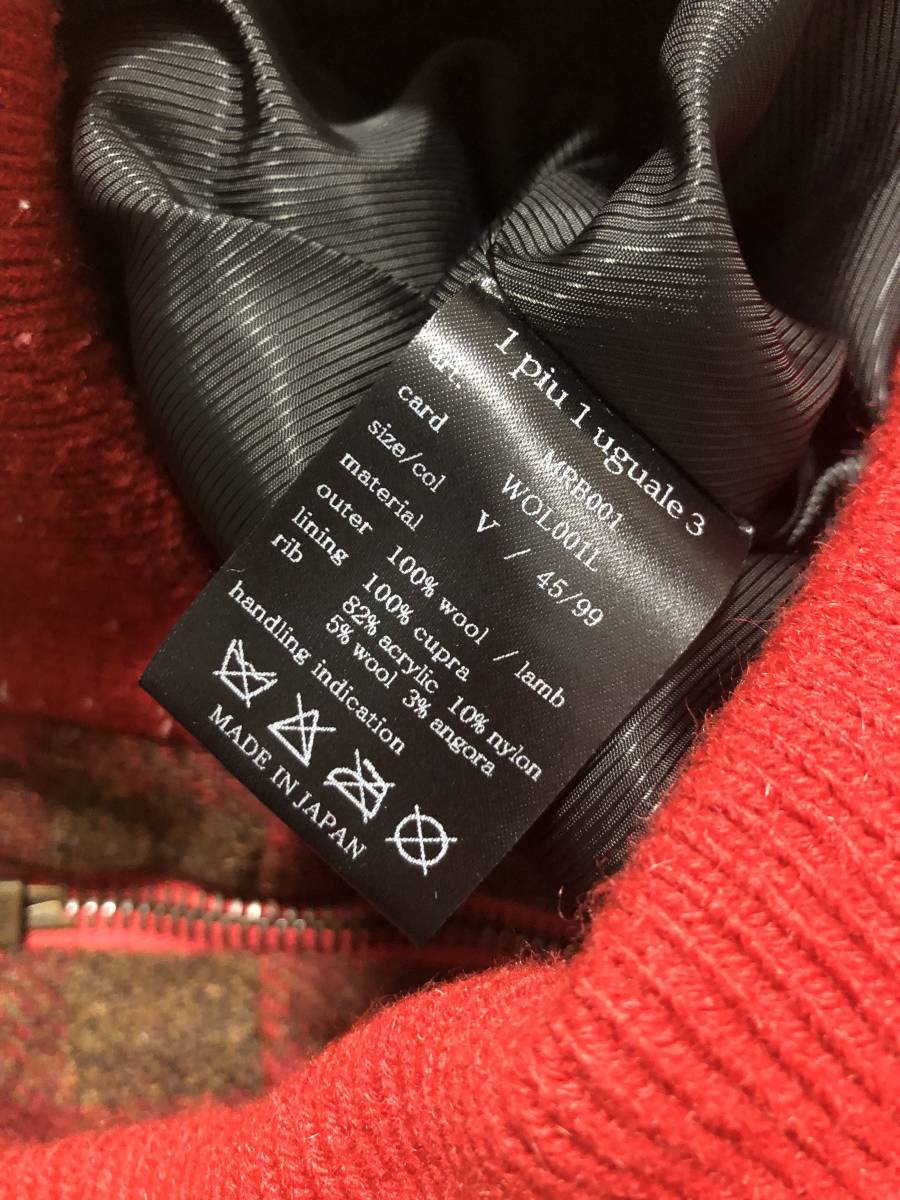 1 piu 1 uguale 3
art. MRB001
card WOL001L
size/col V / 45/99
material
outer 100% wool / lamb
lining 100% cupra
rib 82% acrylic 10% nylon
5% wool 3% angora
handling indication
MADE IN JAPAN